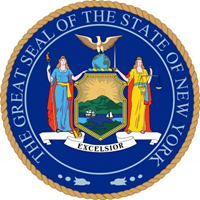 THE GREAT SEAL OF THE STATE OF NEW YORK
EXCELSIOR